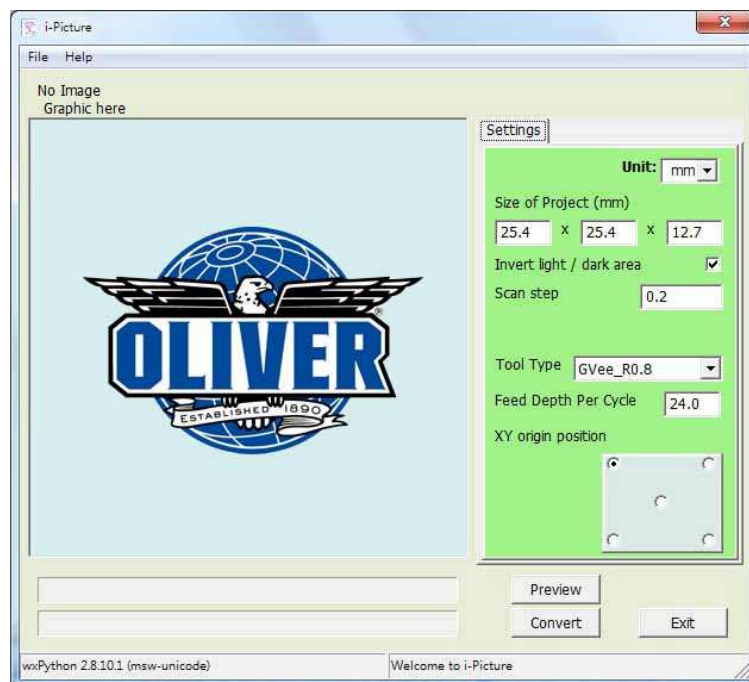 i-Picture
File Help
No Image
Graphic here
Settings
Unit: mm
Size of Project (mm)
25.4 x 25.4 x 12.7
Invert light / dark area
Scan step 0.2
OLIVER
®
ESTABLISHED 1890
Tool Type GVee_R0.8
Feed Depth Per Cycle 24.0
XY origin position
Preview
Convert Exit
wxPython 2.8.10.1 (msw-unicode) Welcome to i-Picture